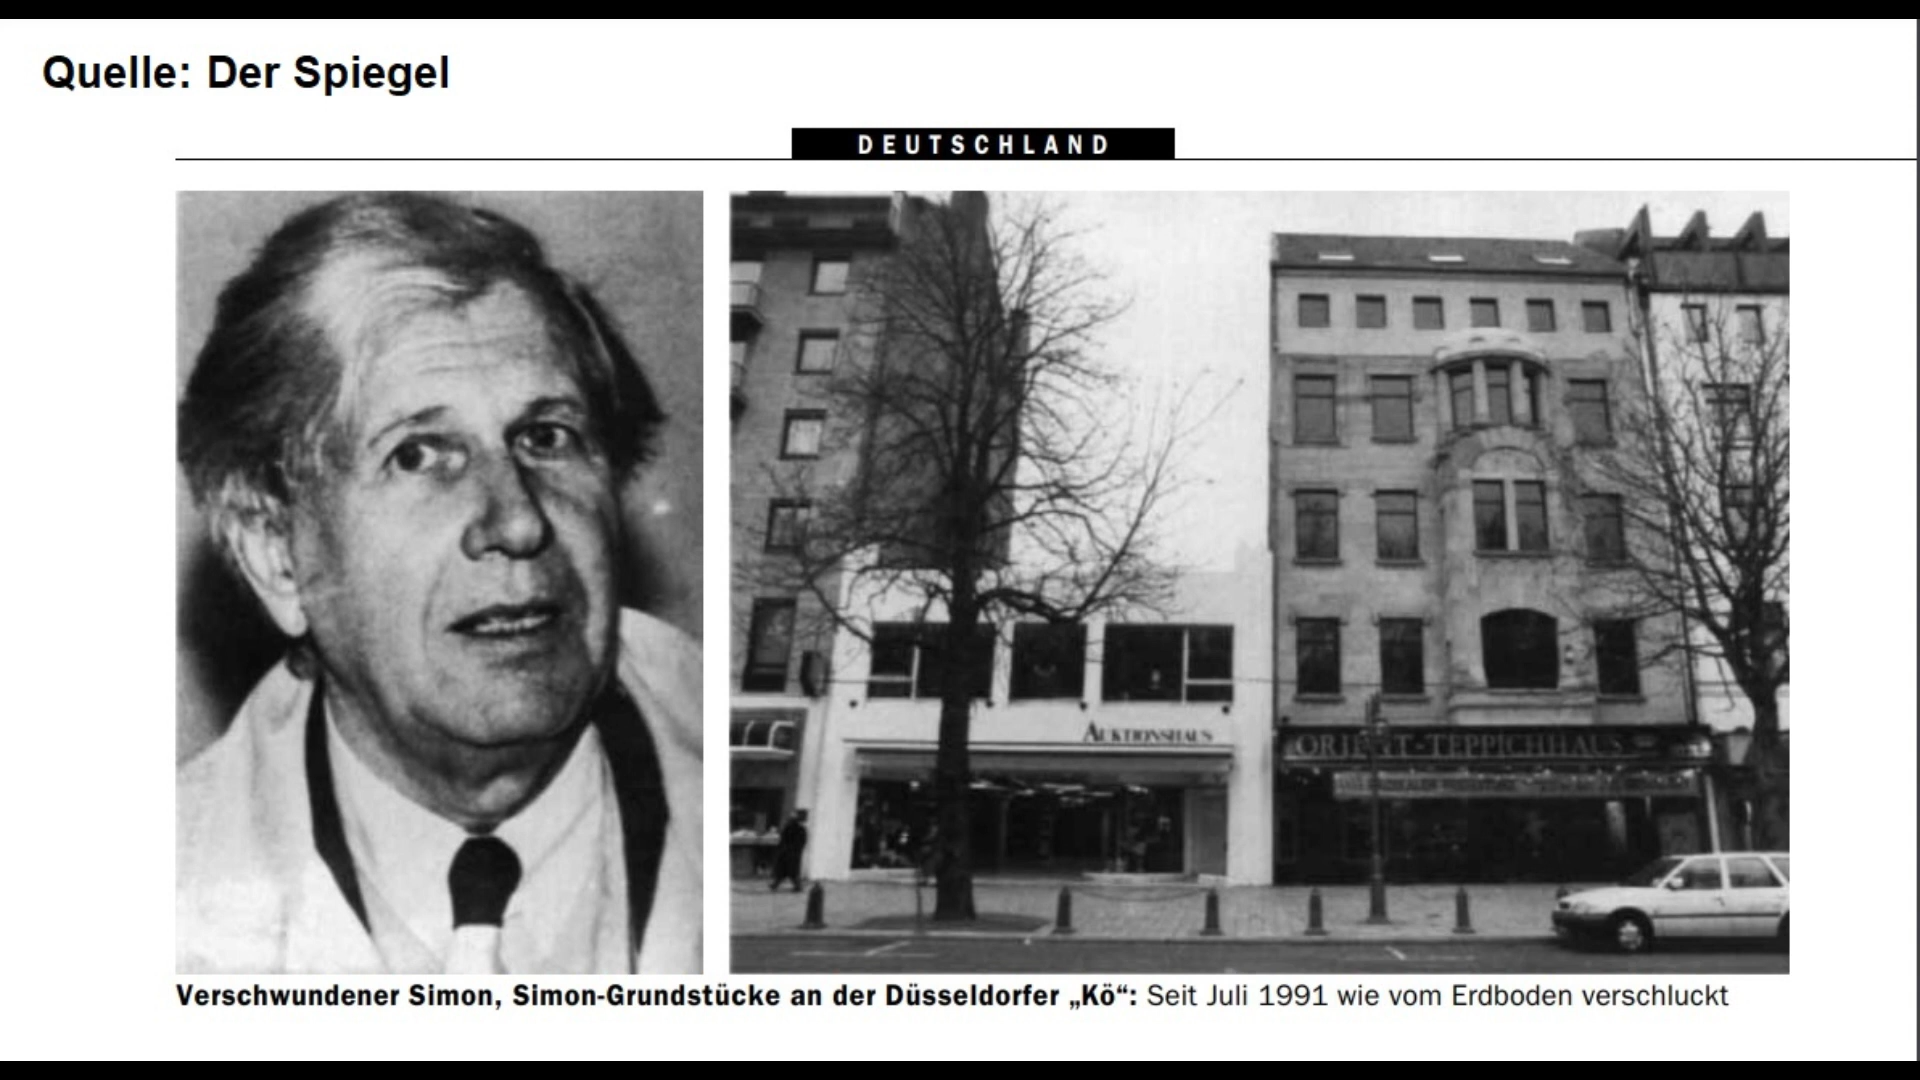 Quelle: Der Spiegel
DEUTSCHLAND
AUKTIONSHAUS
ORIENT-TEPPICHHAUS
Verschwundener Simon, Simon-Grundstücke an der Düsseldorfer „Kö“: Seit Juli 1991 wie vom Erdboden verschluckt